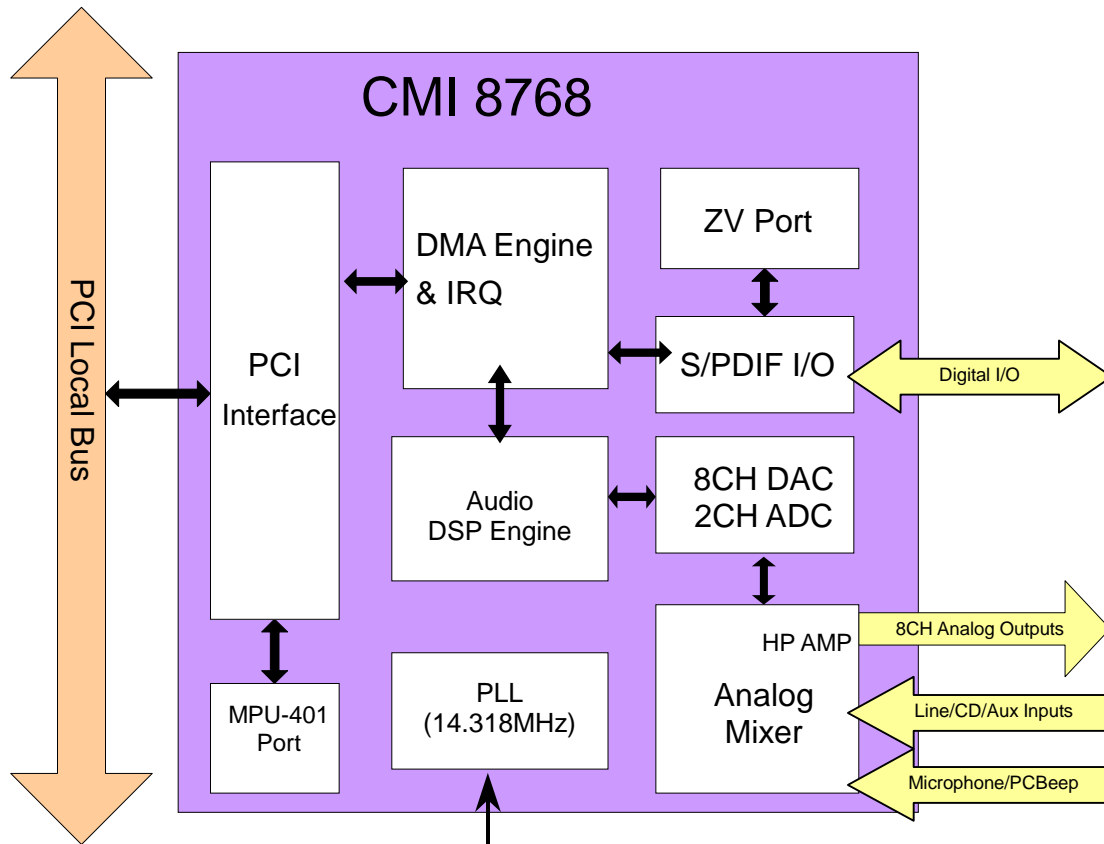 CMI 8768
PCI Local Bus
PCI
Interface
DMA Engine
& IRQ
ZV Port
S/PDIF I/O
Digital I/O
Audio
DSP Engine
8CH DAC
2CH ADC
HP AMP
8CH Analog Outputs
Analog
Mixer
Line/CD/Aux Inputs
Microphone/PCBeep
MPU-401
Port
PLL
(14.318MHz)